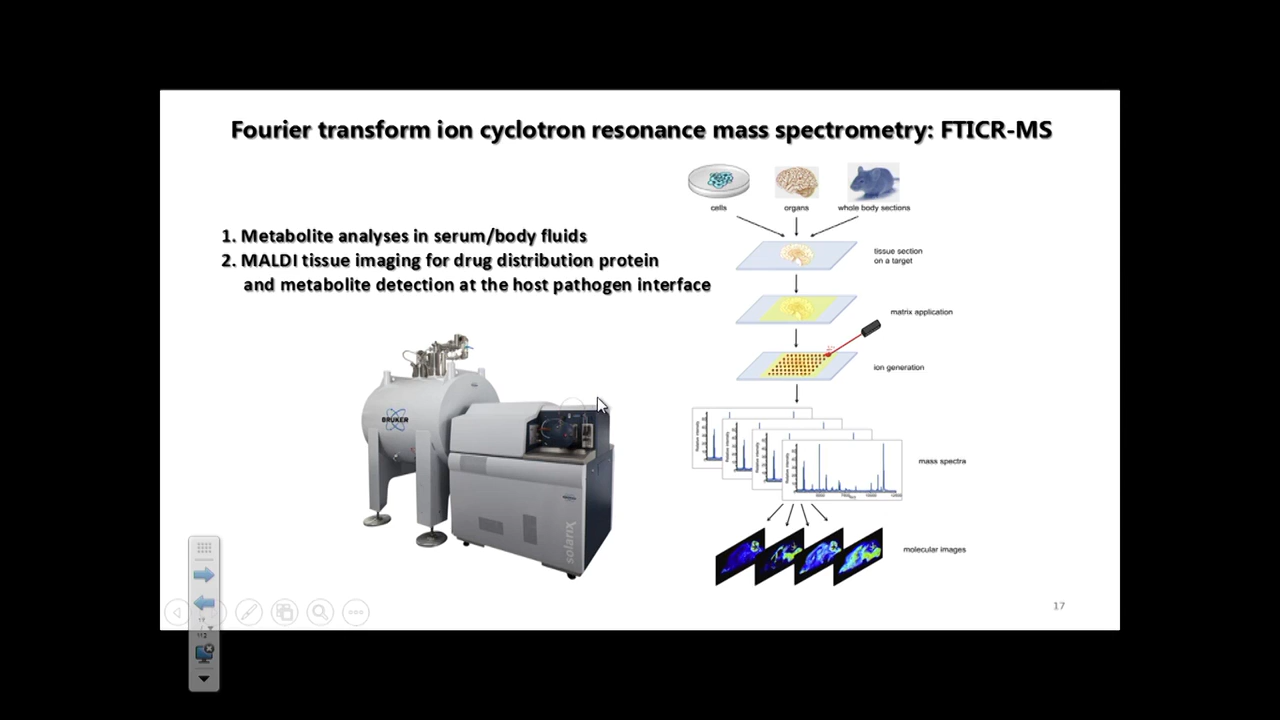 Fourier transform ion cyclotron resonance mass spectrometry: FTICR-MS
1. Metabolite analyses in serum/body fluids
2. MALDI tissue imaging for drug distribution protein
and metabolite detection at the host pathogen interface
cells
organs
whole body sections
tissue section
on a target
matrix application
ion generation
mass spectra
molecular images
BRUKER
solarix
17